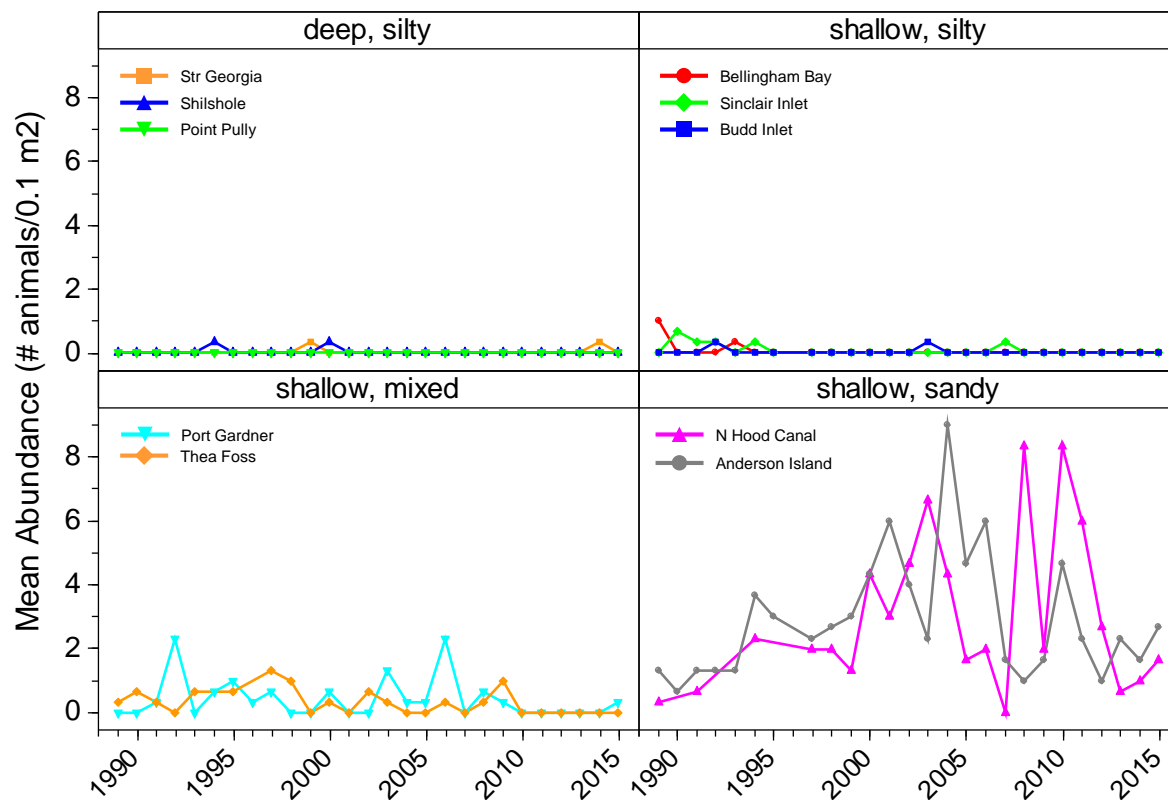 deep, silty
shallow, silty
Str Georgia
Shilshole
Point Pully
Bellingham Bay
Sinclair Inlet
Budd Inlet
8
6
4
2
0
shallow, mixed
shallow, sandy
Port Gardner
Thea Foss
N Hood Canal
Anderson Island
8
6
4
2
0
Mean Abundance (# animals/0.1 m2)
1990
1995
2000
2005
2010
2015
1990
1995
2000
2005
2010
2015